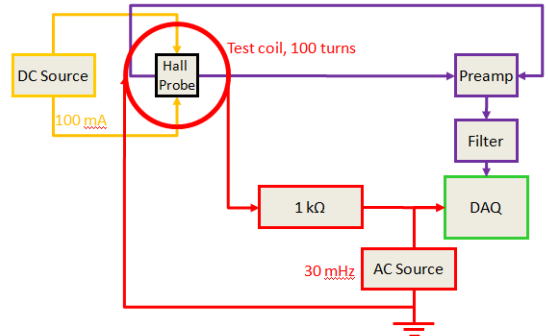 Test coil, 100 turns
DC Source
Hall
Probe
Preamp
100 mA
Filter
1 kΩ
DAQ
30 mHz
AC Source